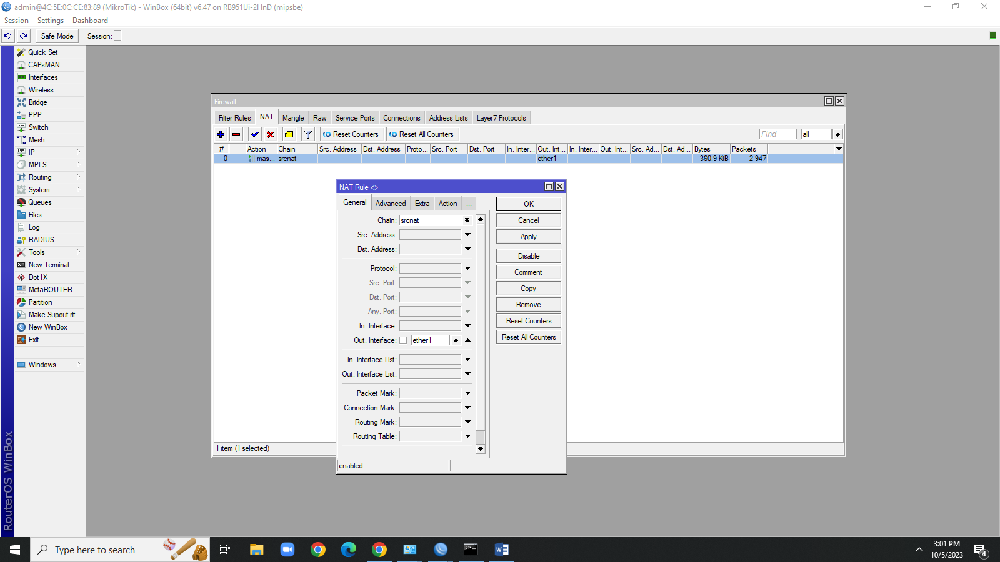 admin@4C:5E:0C:CE:83:89 (MikroTik) - WinBox (64bit) v6.47 on RB951Ui-2HnD (mipsbe)
Session Settings Dashboard
Safe Mode Session:
Quick Set
CAPsMAN
Interfaces
Wireless
Bridge
PPP
Switch
Mesh
IP
MPLS
Routing
System
Queues
Files
Log
RADIUS
Tools
New Terminal
Dot1X
MetaROUTER
Partition
Make Supout.rif
New WinBox
Exit
Windows
RouterOS WinBox
Firewall
Filter Rules NAT Mangle Raw Service Ports Connections Address Lists Layer7 Protocols
Reset Counters Reset All Counters Find all
# Action Chain Src. Address Dst. Address Proto... Src. Port Dst. Port In. Inter... Out. Int... In. Inter... Out. Int... Src. Ad... Dst. Ad... Bytes Packets
0 mas... srcnat ether1 360.9 KiB 2 947
1 item (1 selected)
NAT Rule <>
General Advanced Extra Action ...
Chain: srcnat
Src. Address:
Dst. Address:
Protocol:
Src. Port:
Dst. Port:
Any. Port:
In. Interface:
Out. Interface: ether1
In. Interface List:
Out. Interface List:
Packet Mark:
Connection Mark:
Routing Mark:
Routing Table:
enabled
OK
Cancel
Apply
Disable
Comment
Copy
Remove
Reset Counters
Reset All Counters
Type here to search
3:01 PM
10/5/2023
4